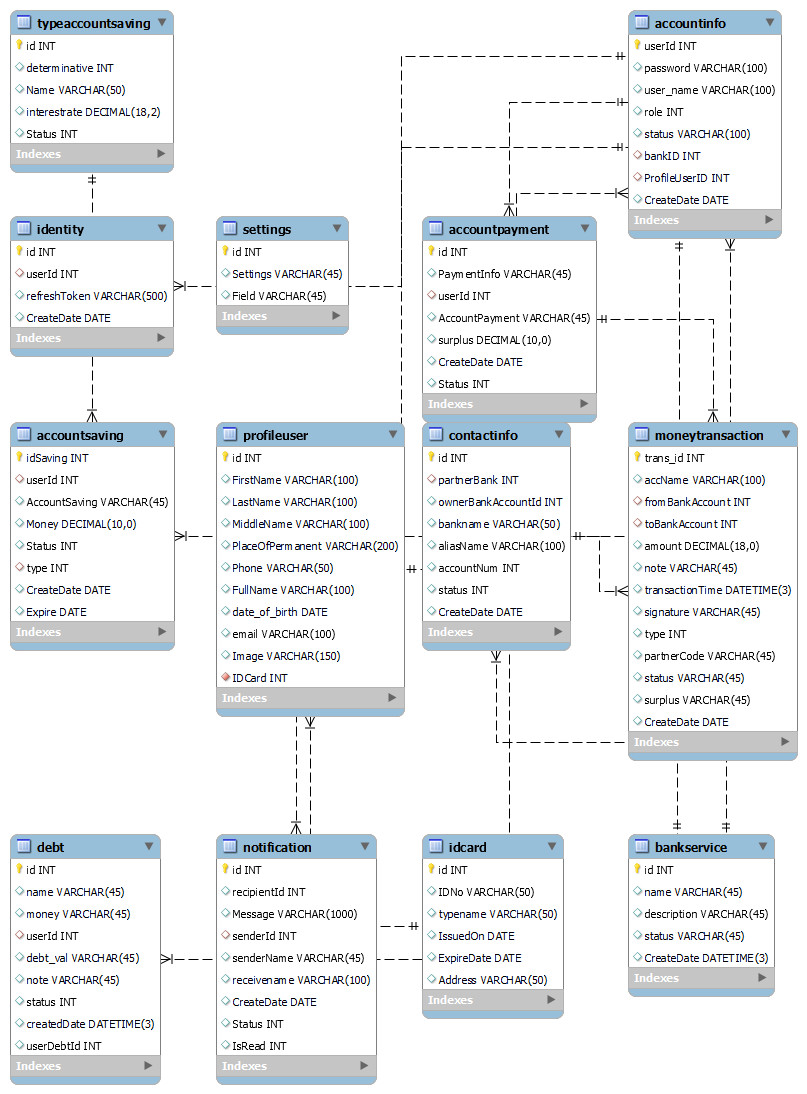 typeaccountsaving
id INT
determinative INT
Name VARCHAR(50)
interestrate DECIMAL(18,2)
Status INT
Indexes
accountinfo
userId INT
password VARCHAR(100)
user_name VARCHAR(100)
role INT
status VARCHAR(100)
bankID INT
ProfileUserID INT
CreateDate DATE
Indexes
identity
id INT
userId INT
refreshToken VARCHAR(500)
CreateDate DATE
Indexes
settings
id INT
Settings VARCHAR(45)
Field VARCHAR(45)
Indexes
accountpayment
id INT
PaymentInfo VARCHAR(45)
userId INT
AccountPayment VARCHAR(45)
surplus DECIMAL(10,0)
CreateDate DATE
Status INT
Indexes
accountsaving
idSaving INT
userId INT
AccountSaving VARCHAR(45)
Money DECIMAL(10,0)
Status INT
type INT
CreateDate DATE
Expire DATE
Indexes
profileuser
id INT
FirstName VARCHAR(100)
LastName VARCHAR(100)
MiddleName VARCHAR(100)
PlaceOfPermanent VARCHAR(200)
Phone VARCHAR(50)
FullName VARCHAR(100)
date_of_birth DATE
email VARCHAR(100)
Image VARCHAR(150)
IDCard INT
Indexes
contactinfo
id INT
partnerBank INT
ownerBankAccountId INT
bankname VARCHAR(50)
aliasName VARCHAR(100)
accountNum INT
status INT
CreateDate DATE
Indexes
moneytransaction
trans_id INT
accName VARCHAR(100)
fromBankAccount INT
toBankAccount INT
amount DECIMAL(18,0)
note VARCHAR(45)
transactionTime DATETIME(3)
signature VARCHAR(45)
type INT
partnerCode VARCHAR(45)
status VARCHAR(45)
surplus VARCHAR(45)
CreateDate DATE
Indexes
debt
id INT
name VARCHAR(45)
money VARCHAR(45)
userId INT
debt_val VARCHAR(45)
note VARCHAR(45)
status INT
createdDate DATETIME(3)
userDebtId INT
Indexes
notification
id INT
recipientId INT
Message VARCHAR(1000)
senderId INT
senderName VARCHAR(45)
receivename VARCHAR(100)
CreateDate DATE
Status INT
IsRead INT
Indexes
idcard
id INT
IDNo VARCHAR(50)
typename VARCHAR(50)
IssuedOn DATE
ExpireDate DATE
Address VARCHAR(50)
Indexes
bankservice
id INT
name VARCHAR(45)
description VARCHAR(45)
status VARCHAR(45)
CreateDate DATETIME(3)
Indexes